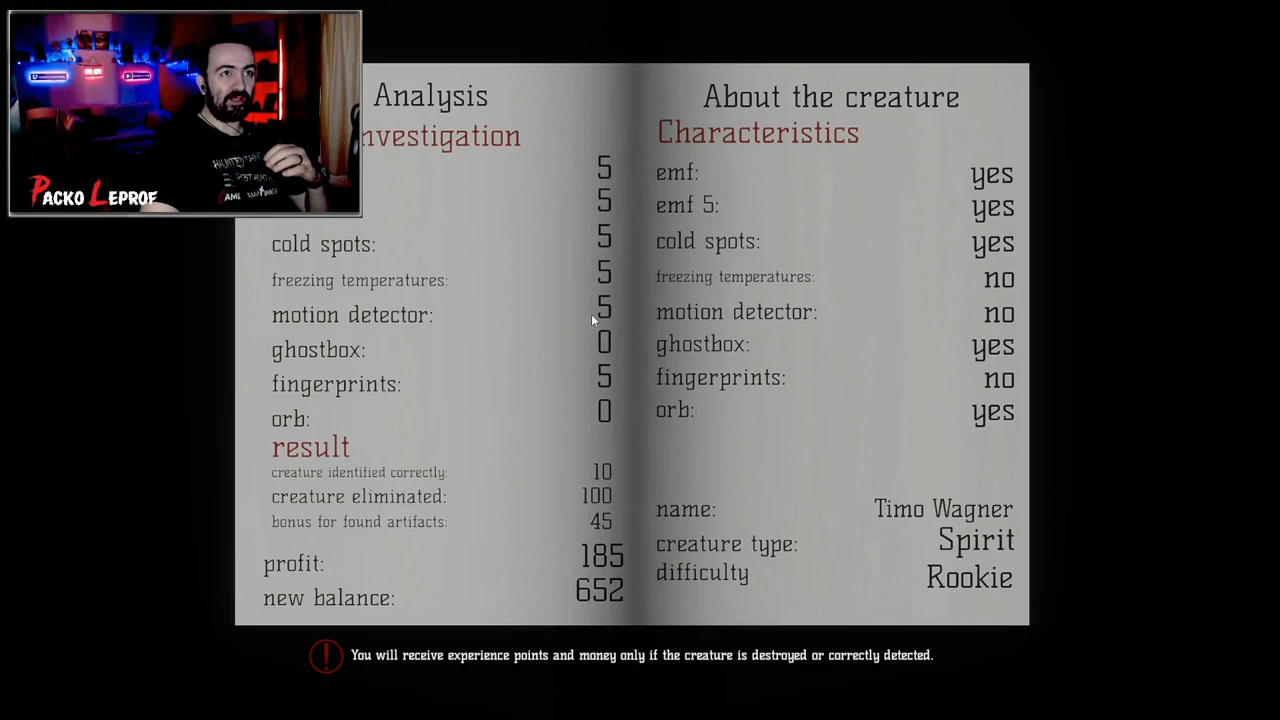 PACKO LEPROF
Analysis
nvestigation
5
5
cold spots: 5
freezing temperatures: 5
motion detector: 5
ghostbox: 0
fingerprints: 5
orb: 0
result
creature identified correctly: 10
creature eliminated: 100
bonus for found artifacts: 45
profit: 185
new balance: 652
About the creature
Characteristics
emf: yes
emf 5: yes
cold spots: yes
freezing temperatures: no
motion detector: no
ghostbox: yes
fingerprints: no
orb: yes
name: Timo Wagner
creature type: Spirit
difficulty Rookie
! You will receive experience points and money only if the creature is destroyed or correctly detected.